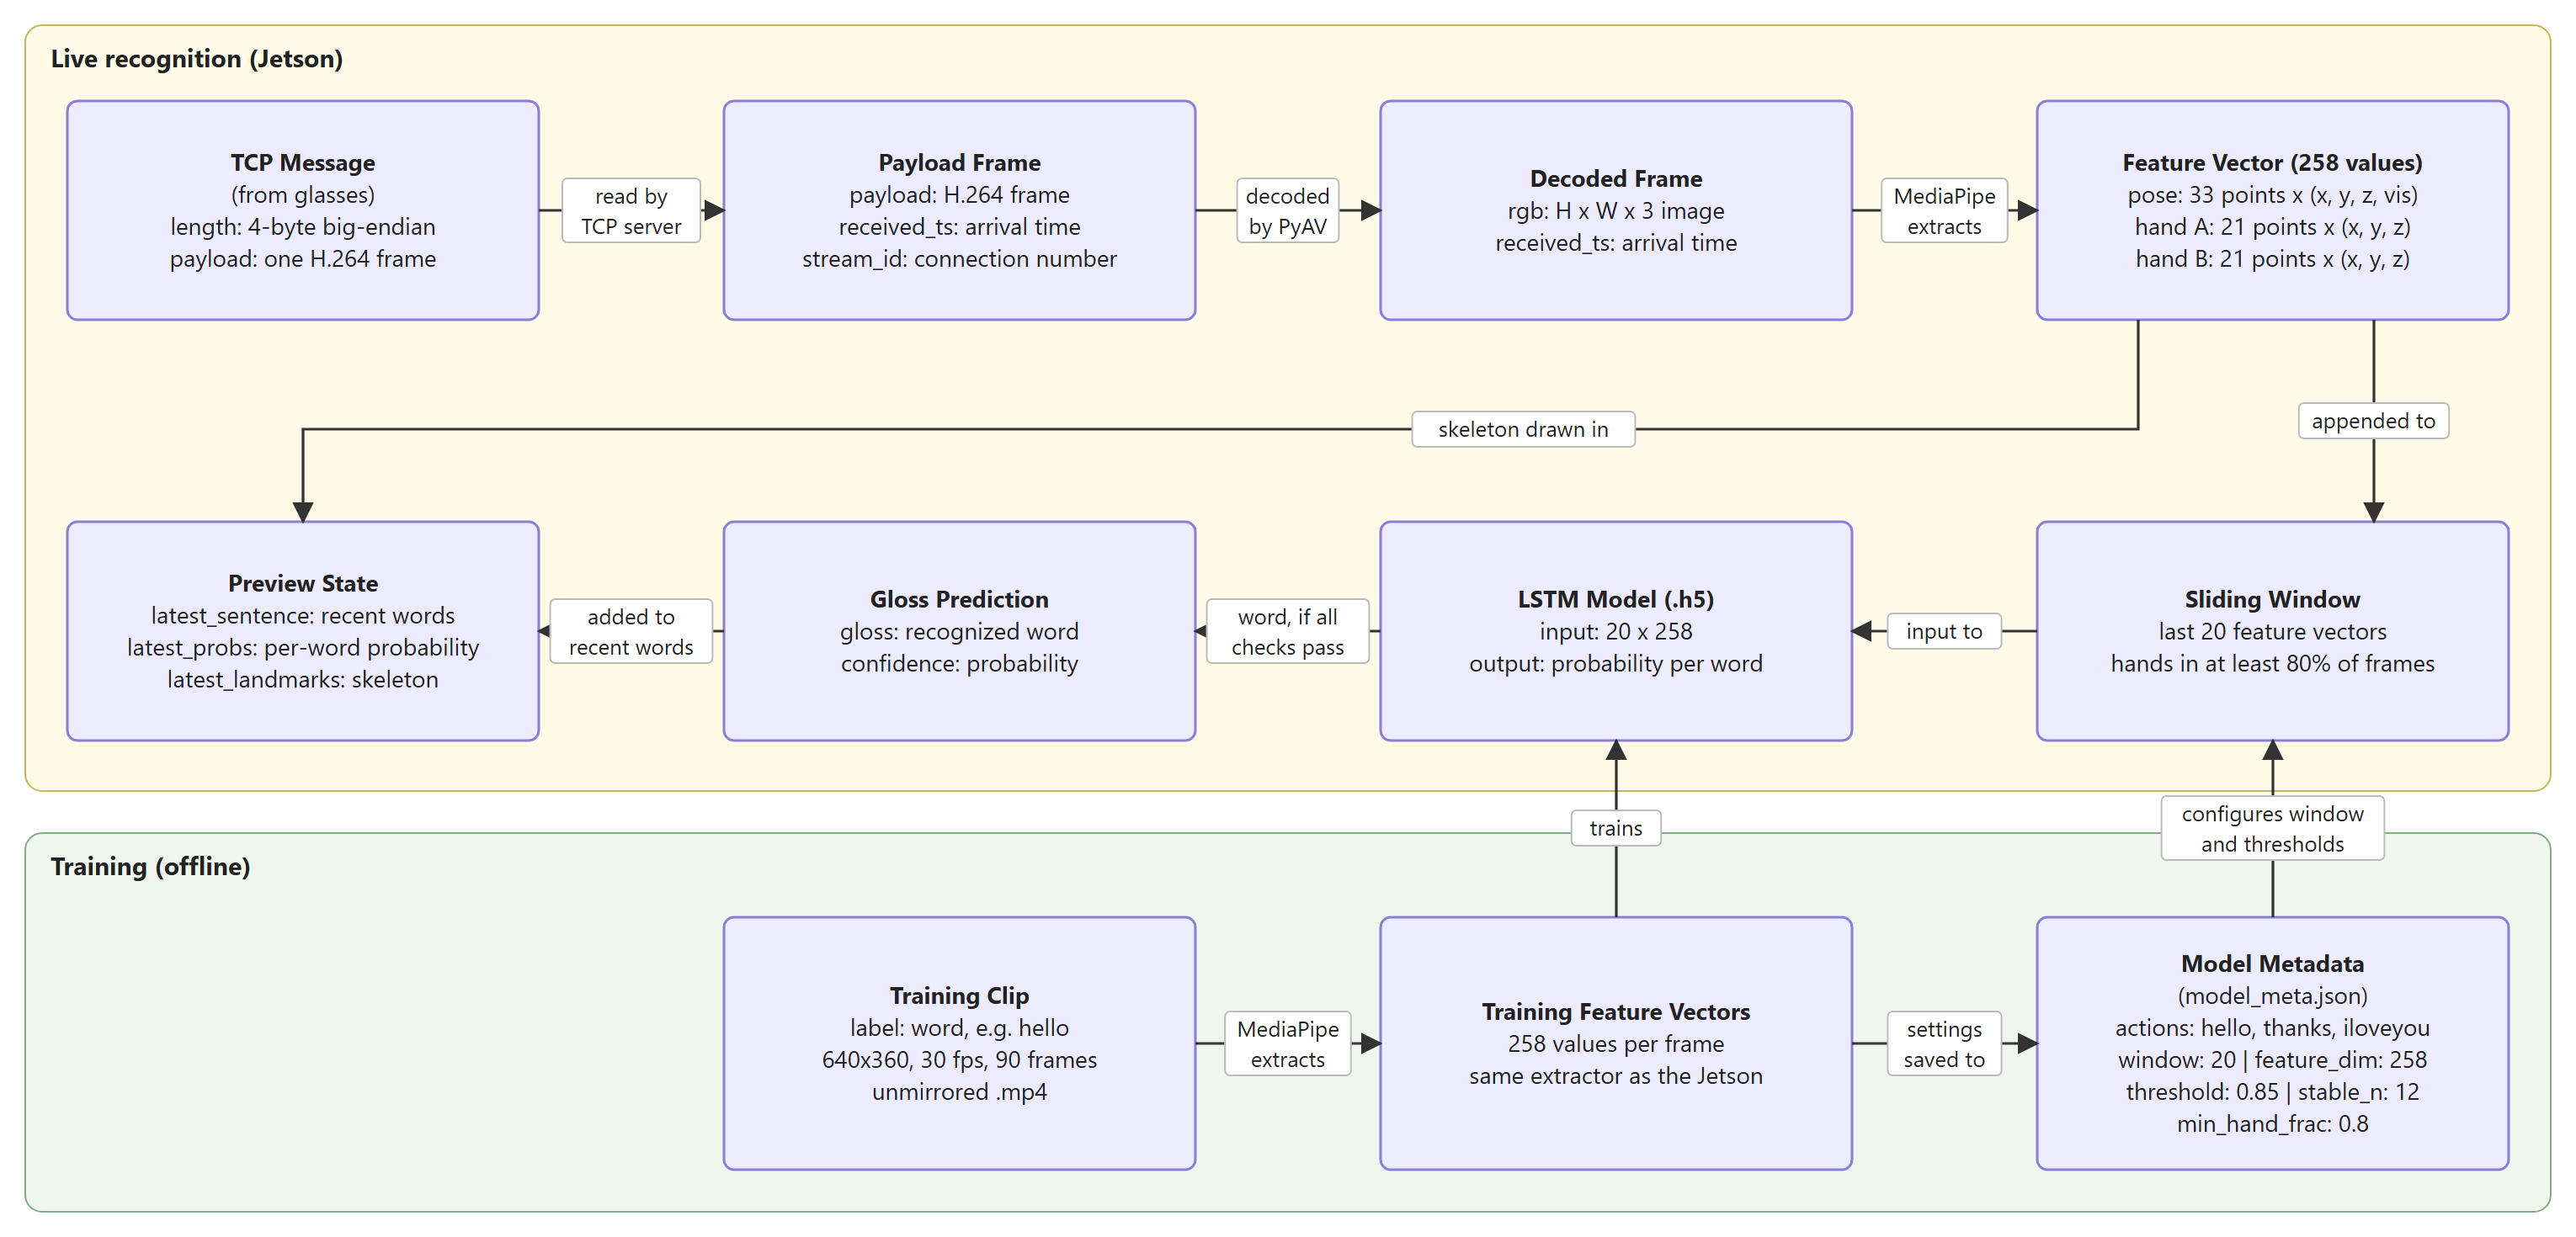 Live recognition (Jetson)
TCP Message
(from glasses)
length: 4-byte big-endian
payload: one H.264 frame
read by
TCP server
Payload Frame
payload: H.264 frame
received_ts: arrival time
stream_id: connection number
decoded
by PyAV
Decoded Frame
rgb: H x W x 3 image
received_ts: arrival time
MediaPipe
extracts
Feature Vector (258 values)
pose: 33 points x (x, y, z, vis)
hand A: 21 points x (x, y, z)
hand B: 21 points x (x, y, z)
skeleton drawn in
appended to
Preview State
latest_sentence: recent words
latest_probs: per-word probability
latest_landmarks: skeleton
added to
recent words
Gloss Prediction
gloss: recognized word
confidence: probability
word, if all
checks pass
LSTM Model (.h5)
input: 20 x 258
output: probability per word
input to
Sliding Window
last 20 feature vectors
hands in at least 80% of frames
trains
configures window
and thresholds
Training (offline)
Training Clip
label: word, e.g. hello
640x360, 30 fps, 90 frames
unmirrored .mp4
MediaPipe
extracts
Training Feature Vectors
258 values per frame
same extractor as the Jetson
settings
saved to
Model Metadata
(model_meta.json)
actions: hello, thanks, iloveyou
window: 20 | feature_dim: 258
threshold: 0.85 | stable_n: 12
min_hand_frac: 0.8